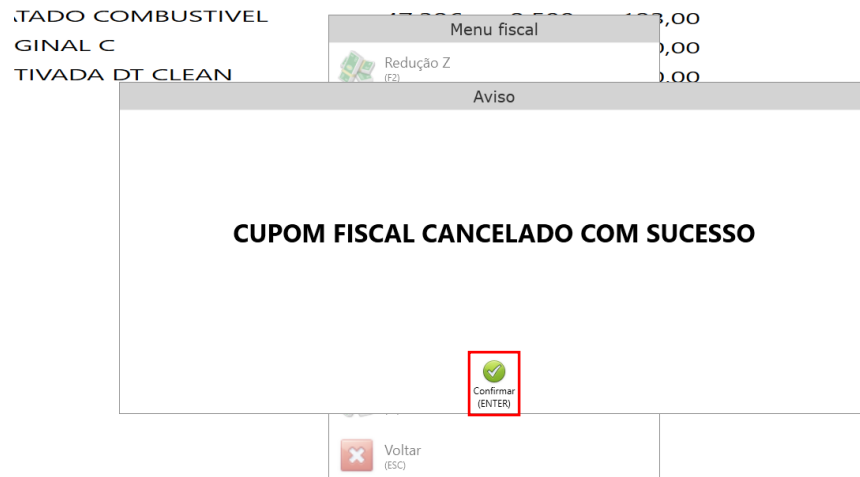 TADO COMBUSTIVEL
Menu fiscal
GINAL C ,00
Redução Z
(F2)
TIVADA DT CLEAN ,00
Aviso
CUPOM FISCAL CANCELADO COM SUCESSO
Confirmar
(ENTER)
Voltar
(ESC)